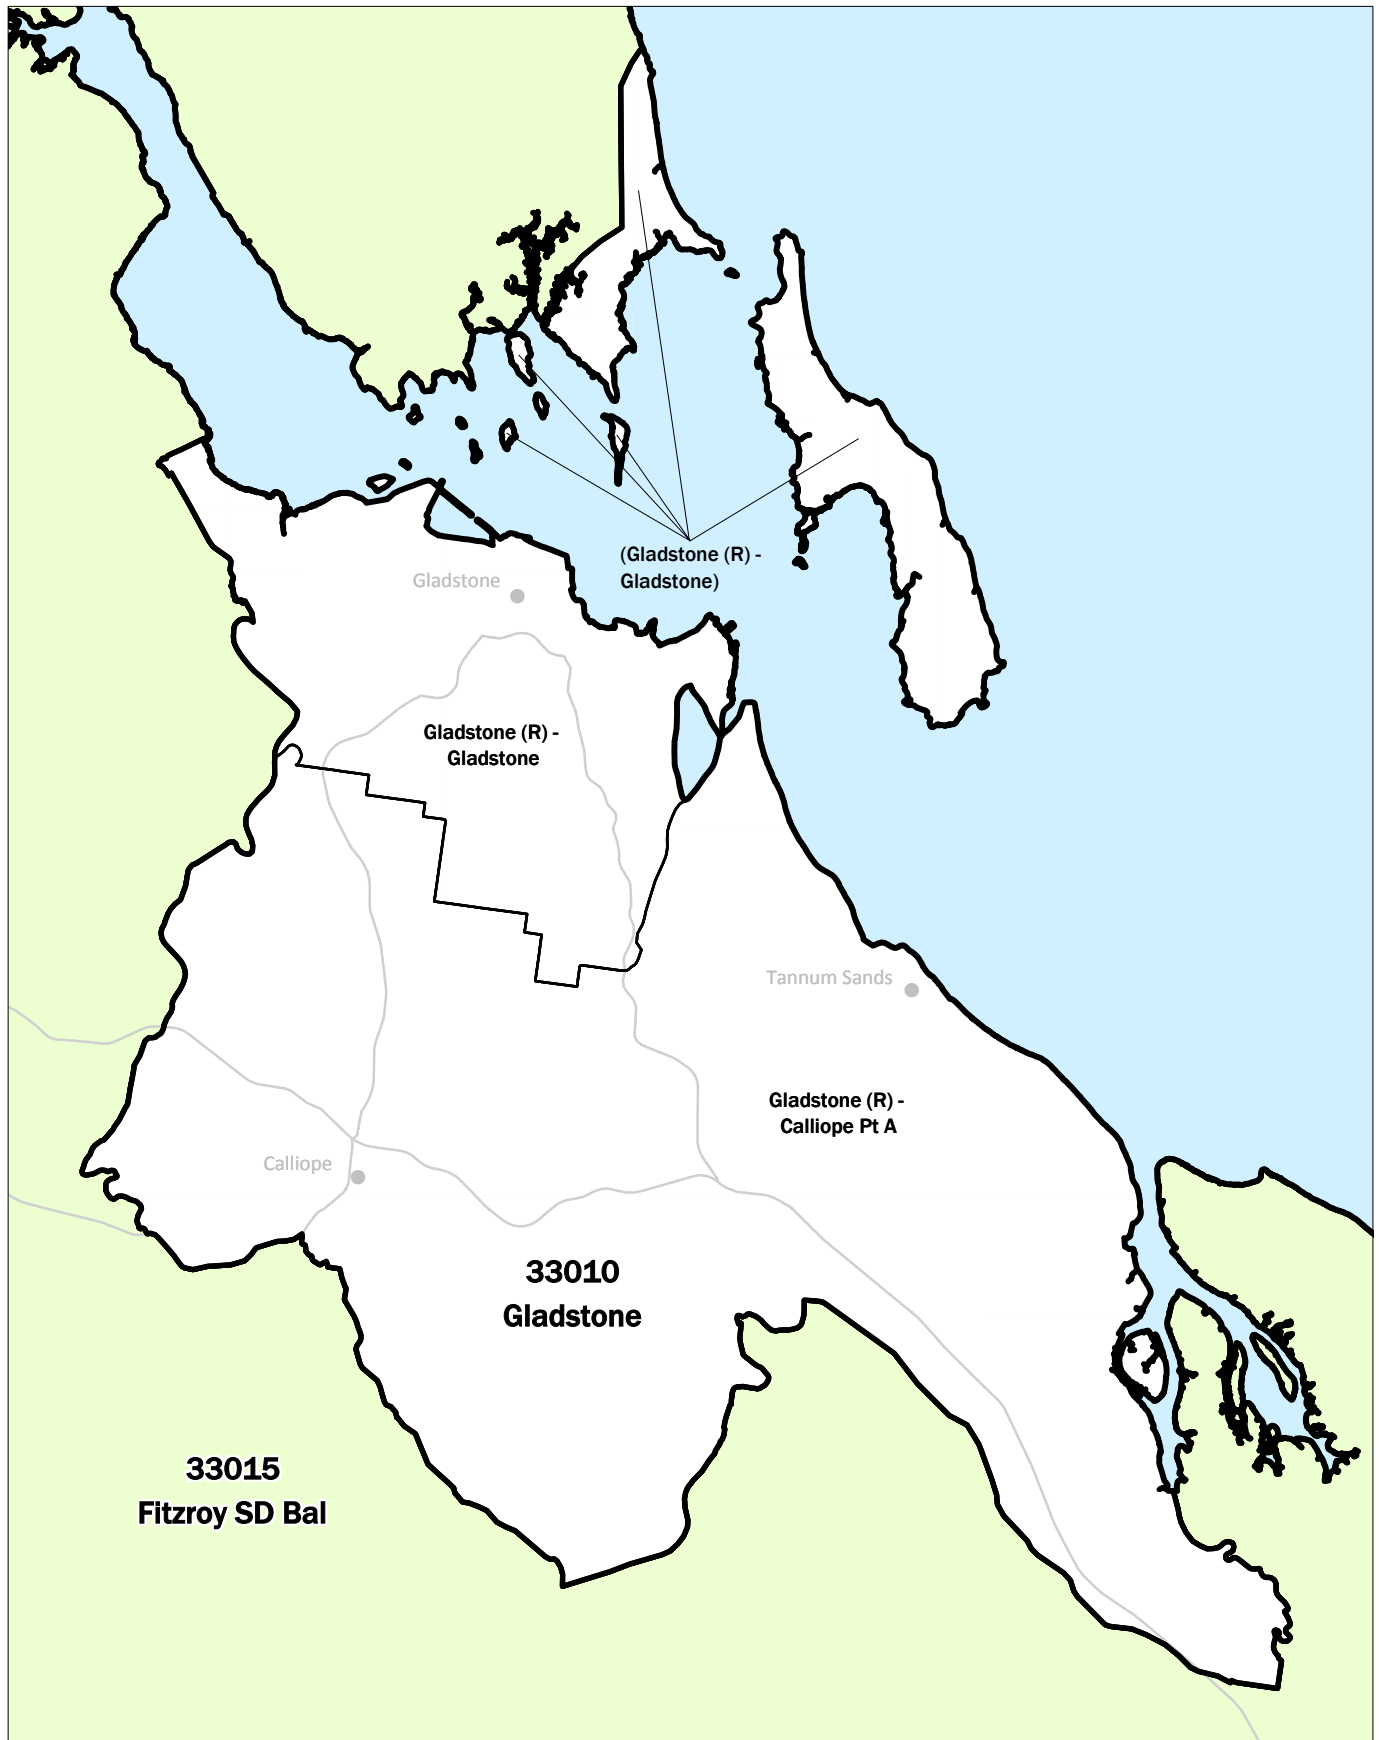 (Gladstone (R) -
Gladstone)
Gladstone
Gladstone (R) -
Gladstone
Tannum Sands
Gladstone (R) -
Calliope Pt A
Calliope
33010
Gladstone
33015
Fitzroy SD Bal